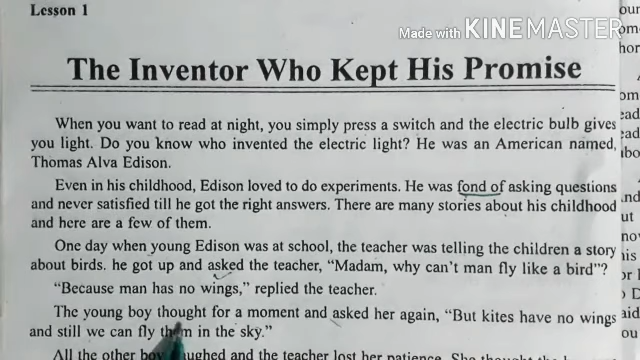 Lesson 1
Made with KINEMASTER
The Inventor Who Kept His Promise
When you want to read at night, you simply press a switch and the electric bulb gives
you light. Do you know who invented the electric light? He was an American named,
Thomas Alva Edison.
Even in his childhood, Edison loved to do experiments. He was fond of asking questions
and never satisfied till he got the right answers. There are many stories about his childhood
and here are a few of them.
One day when young Edison was at school, the teacher was telling the children a story
about birds. he got up and asked the teacher, “Madam, why can’t man fly like a bird”?
“Because man has no wings,” replied the teacher.
The young boy thought for a moment and asked her again, “But kites have no wings
and still we can fly them in the sky.”
All the other laughed and the teacher lost her patience. She thought the